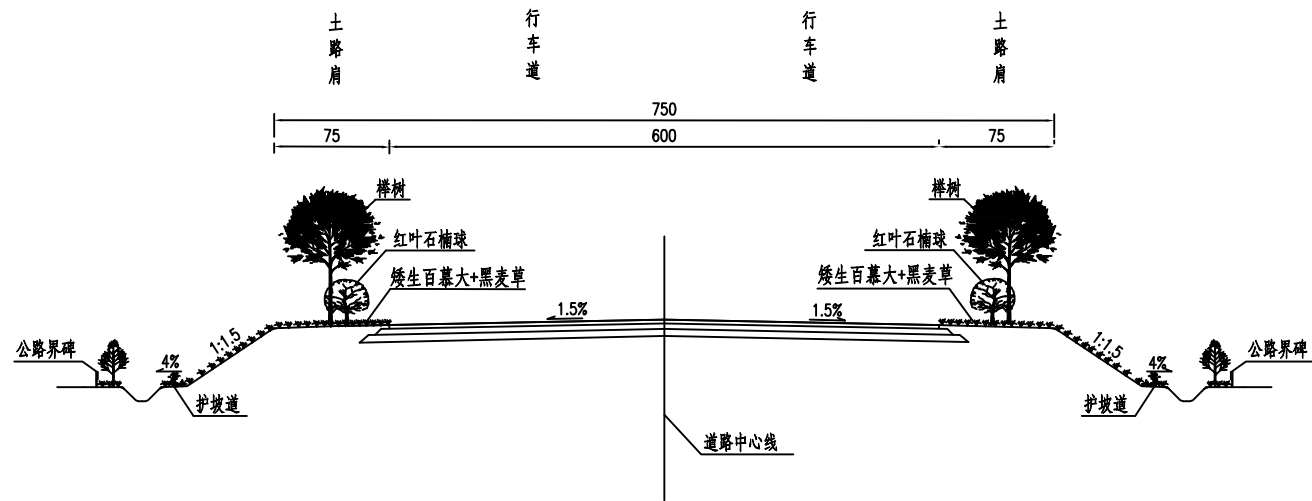 土路肩
行车道
行车道
土路肩
750
75
600
75
榉树
榉树
红叶石楠球
红叶石楠球
矮生百慕大+黑麦草
矮生百慕大+黑麦草
1.5%
1.5%
1:1.5
1:1.5
公路界碑
公路界碑
4%
4%
护坡道
护坡道
道路中心线